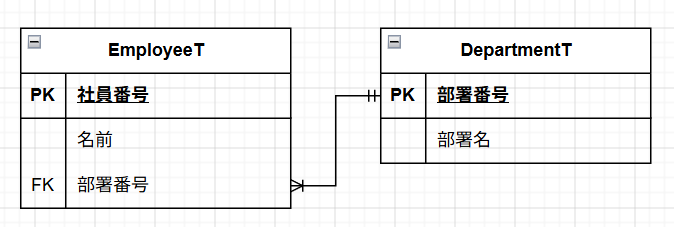 EmployeeT
PK 社員番号
名前
FK 部署番号
DepartmentT
PK 部署番号
部署名